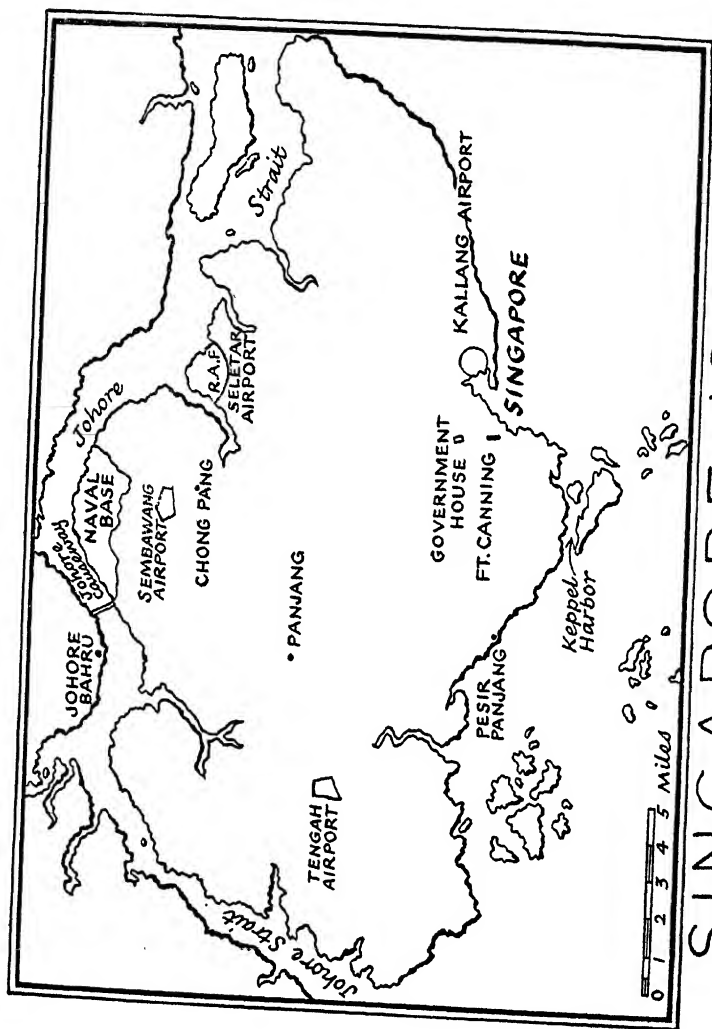 Johore
Strait
Johore
Causeway
NAVAL
BASE
JOHORE
BAHRU
R.A.F.
SELETAR
AIRPORT
SEMBAWANG
AIRPORT
CHONG PANG
PANJANG
TENGAH
AIRPORT
Johore Strait
KALLANG AIRPORT
SINGAPORE
GOVERNMENT
HOUSE
FT. CANNING
PESIR
PANJANG
Keppel
Harbor
0 1 2 3 4 5 Miles
SINGAPORE